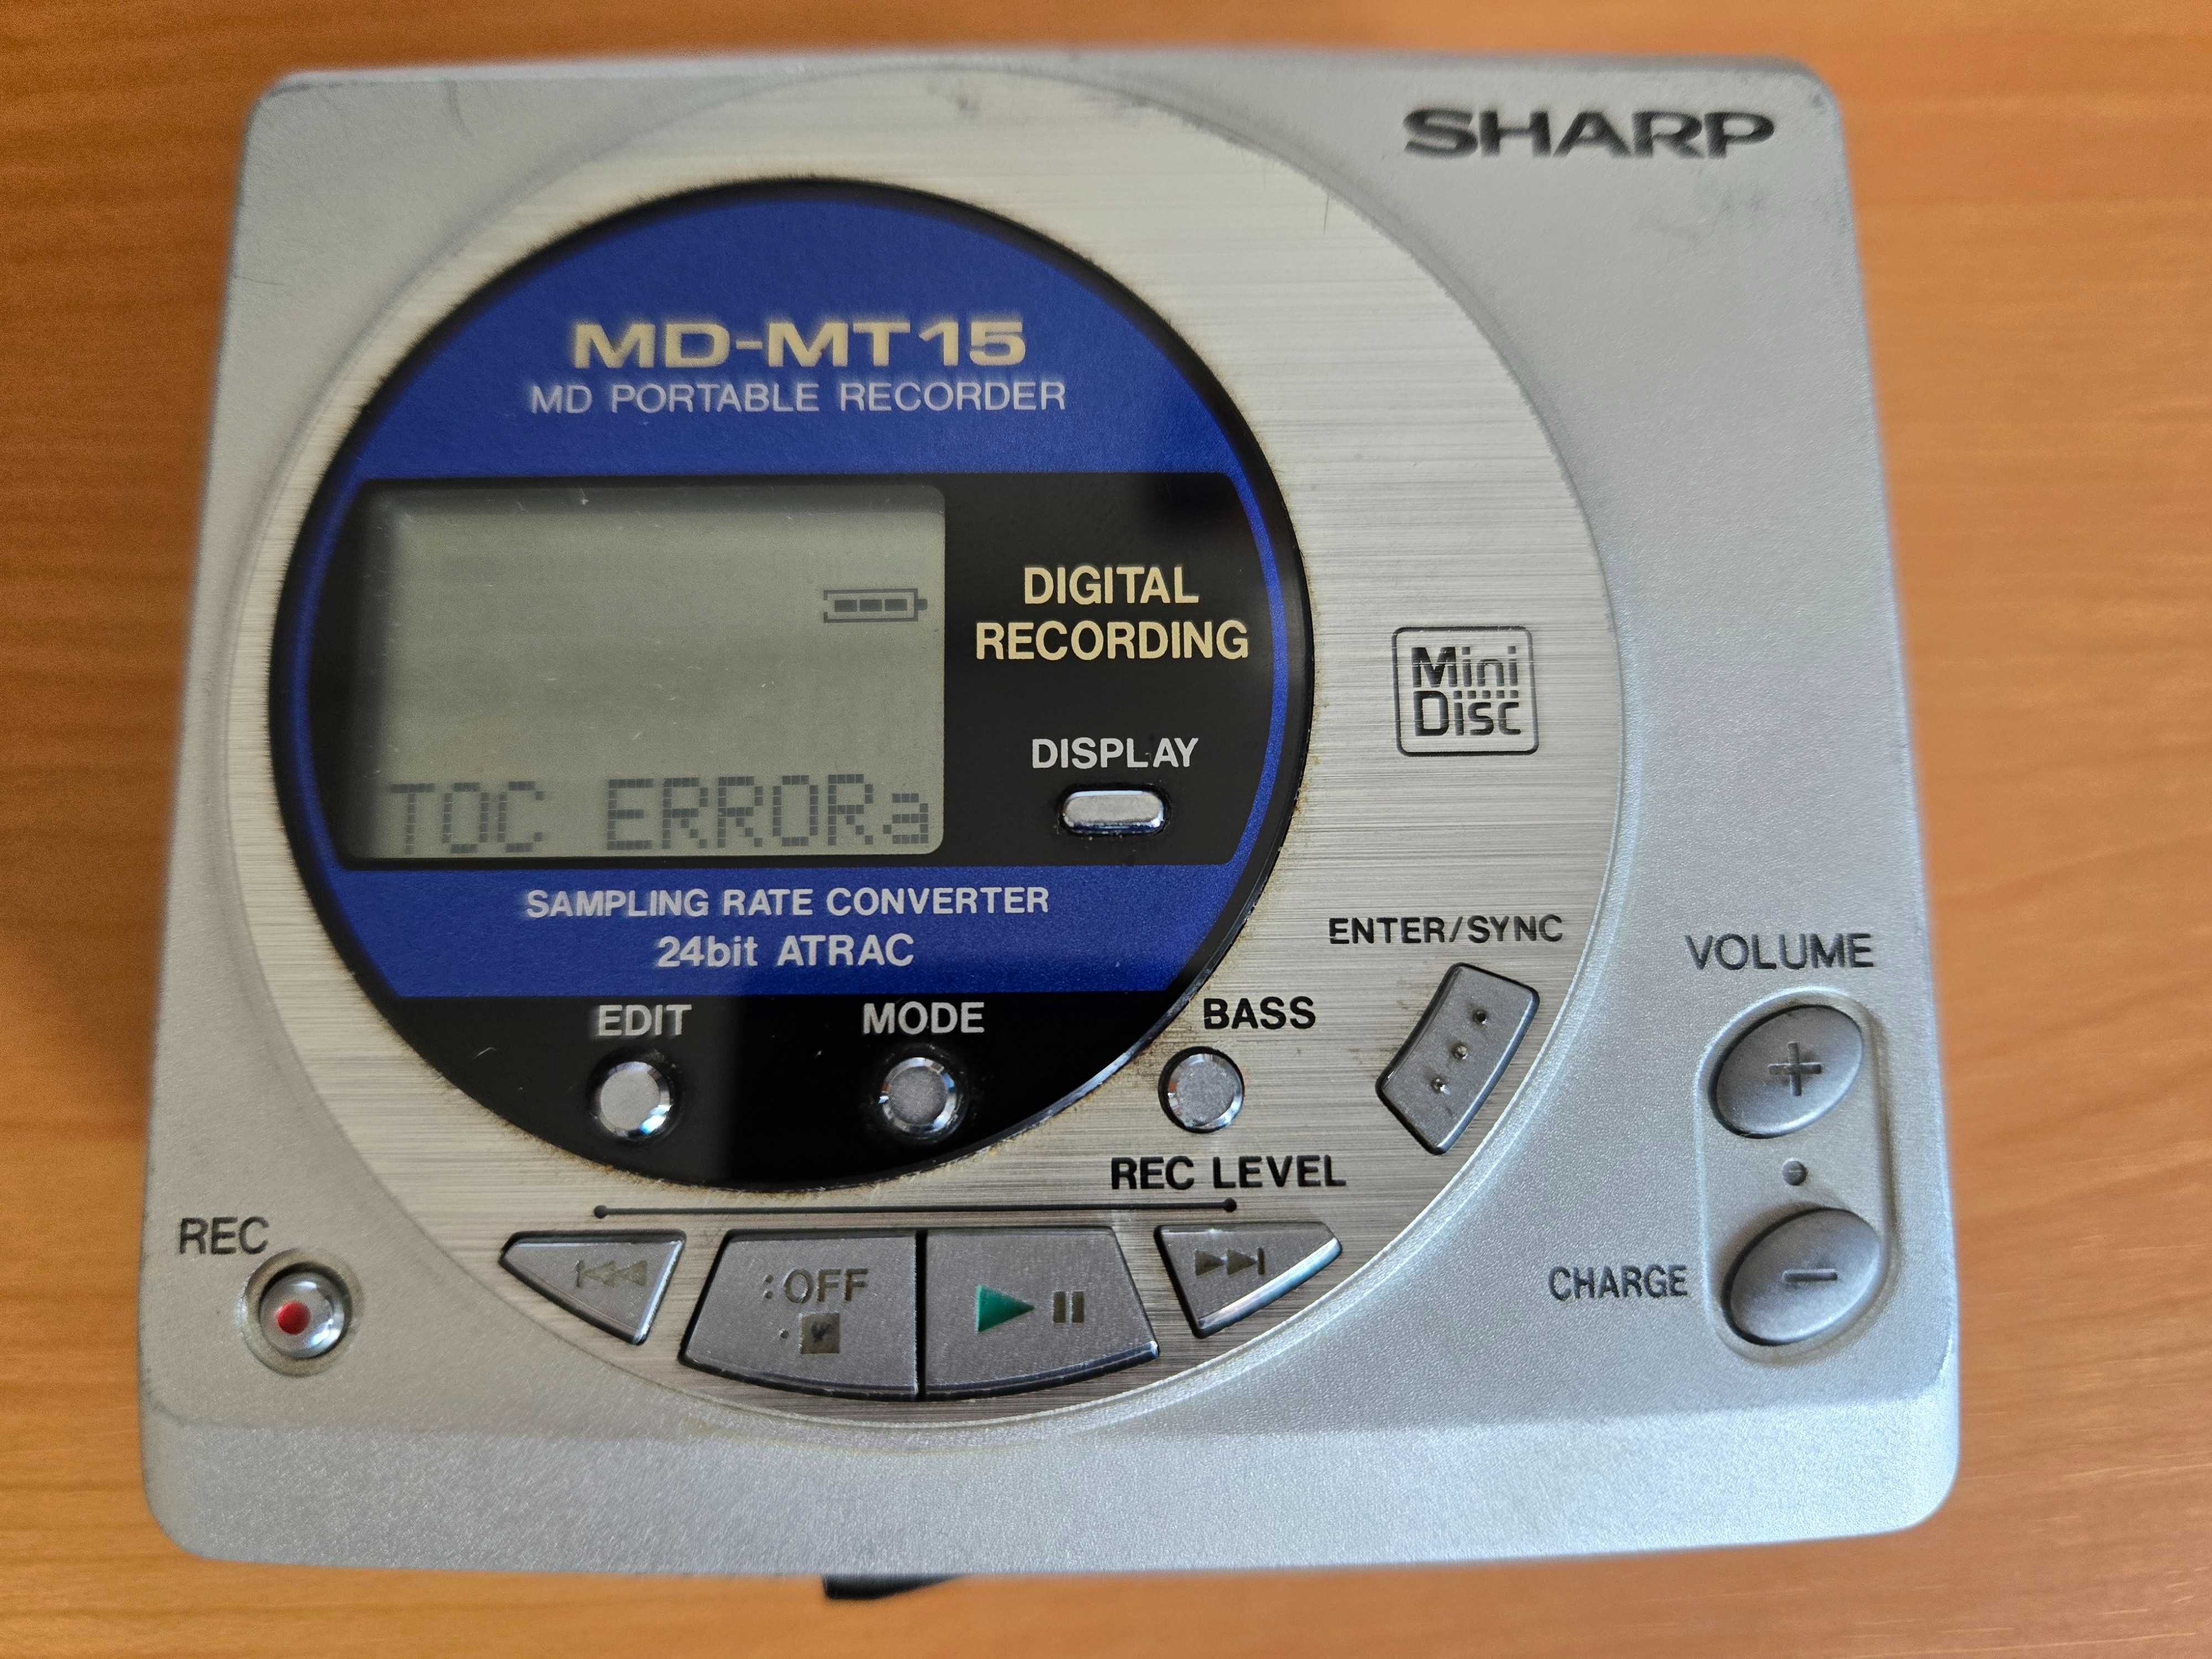 SHARP
MD-MT15
MD PORTABLE RECORDER
DIGITAL
RECORDING
Mini
Disc
DISPLAY
TOC ERRORa
SAMPLING RATE CONVERTER
24bit ATRAC
ENTER/SYNC
VOLUME
EDIT
MODE
BASS
REC LEVEL
REC
:OFF
CHARGE